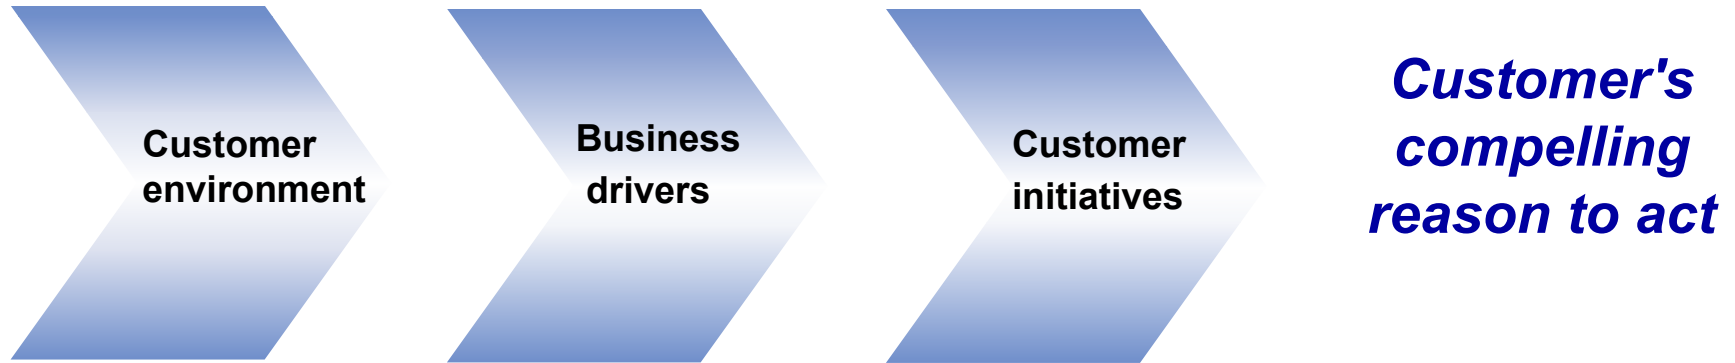 Customer
environment
Business
drivers
Customer
initiatives
Customer's
compelling
reason to act